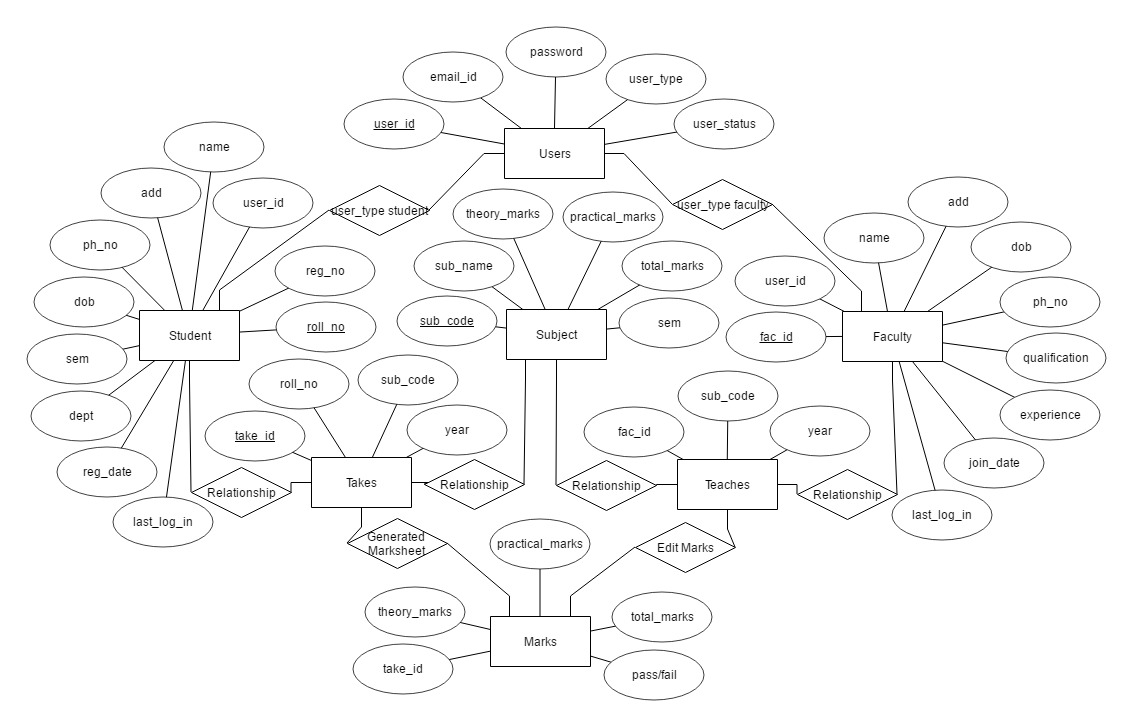 password
email_id
user_type
user_id
user_status
Users
name
add
user_id
ph_no
reg_no
dob
Student
roll_no
sem
dept
reg_date
last_log_in
user_type student
user_type faculty
theory_marks
practical_marks
sub_name
total_marks
sub_code
Subject
sem
add
name
dob
user_id
ph_no
fac_id
Faculty
qualification
experience
join_date
last_log_in
roll_no
sub_code
take_id
year
Relationship
Takes
Relationship
sub_code
fac_id
year
Relationship
Teaches
Relationship
Generated
Marksheet
practical_marks
Edit Marks
theory_marks
total_marks
Marks
take_id
pass/fail